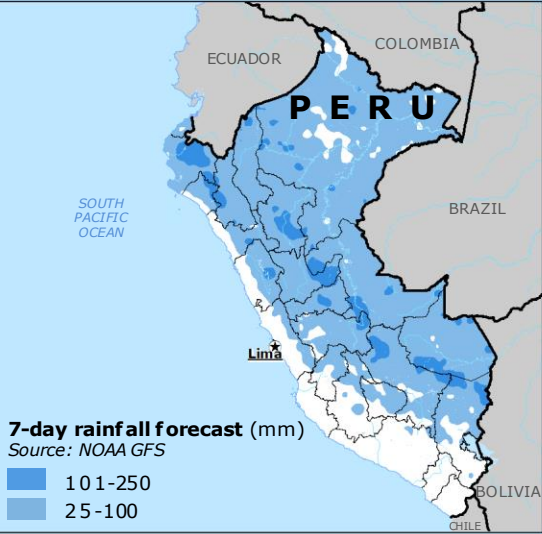 COLOMBIA
ECUADOR
PERU
SOUTH
PACIFIC
OCEAN
BRAZIL
Lima
7-day rainfall forecast (mm)
Source: NOAA GFS
101-250
25-100
BOLIVIA
CHILE